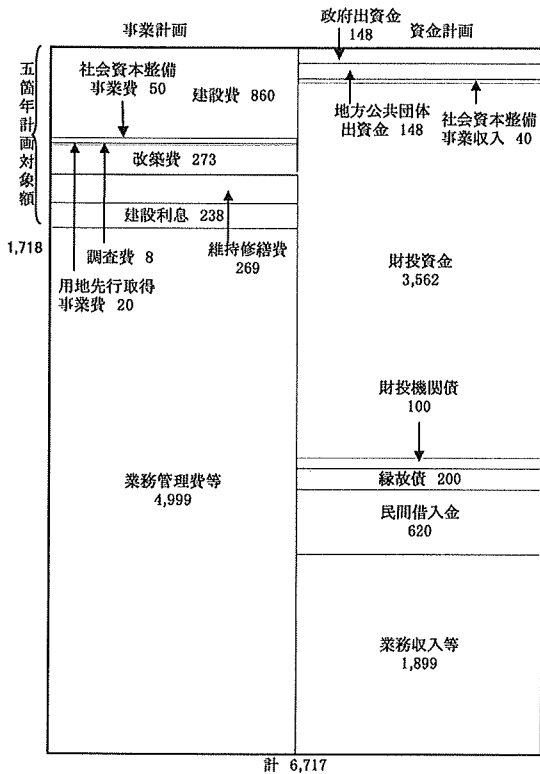 事業計画
資金計画
政府出資金
148
五箇年計画対象額
1,718
社会資本整備
事業費 50
建設費 860
改築費 273
建設利息 238
調査費 8
維持修繕費
269
用地先行取得
事業費 20
業務管理費等
4,999
地方公共団体
出資金 148
社会資本整備
事業収入 40
財投資金
3,562
財投機関債
100
縁故債 200
民間借入金
620
業務収入等
1,899
計 6,717